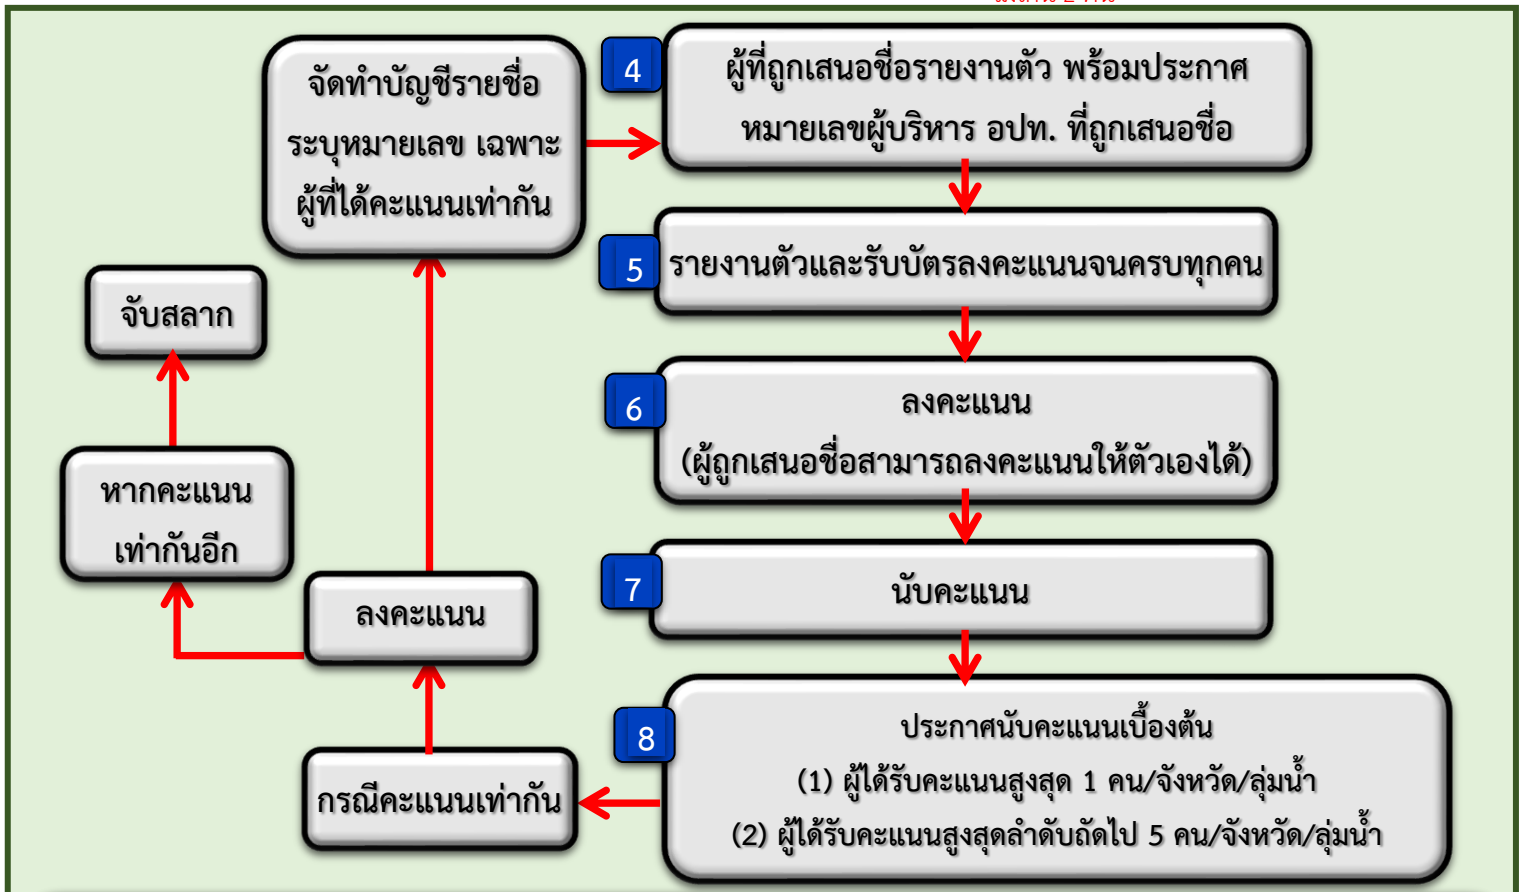 จัดทำบัญชีรายชื่อ
ระบุหมายเลข เฉพาะ
ผู้ที่ได้คะแนนเท่ากัน
4
ผู้ที่ถูกเสนอชื่อรายงานตัว พร้อมประกาศ
หมายเลขผู้บริหาร อปท. ที่ถูกเสนอชื่อ
5
รายงานตัวและรับบัตรลงคะแนนจนครบทุกคน
จับสลาก
6
ลงคะแนน
(ผู้ถูกเสนอชื่อสามารถลงคะแนนให้ตัวเองได้)
หากคะแนน
เท่ากันอีก
7
นับคะแนน
ลงคะแนน
8
ประกาศนับคะแนนเบื้องต้น
(1) ผู้ได้รับคะแนนสูงสุด 1 คน/จังหวัด/ลุ่มน้ำ
(2) ผู้ได้รับคะแนนสูงสุดลำดับถัดไป 5 คน/จังหวัด/ลุ่มน้ำ
กรณีคะแนนเท่ากัน